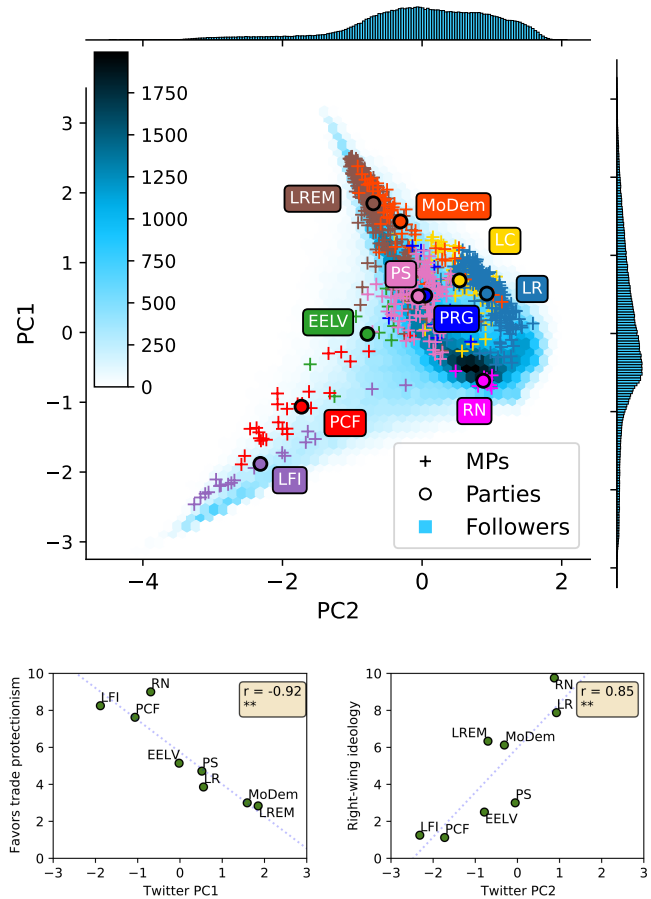 1750
1500
1250
1000
750
500
250
0
3
2
1
0
−1
−2
−3
PC1
LREM
MoDem
LC
PS
LR
PRG
EELV
RN
PCF
LFI
MPs
Parties
Followers
−4
−2
0
2
PC2
10
8
6
4
2
0
Favors trade protectionism
RN
LFI
PCF
EELV
PS
LR
MoDem
LREM
r = -0.92
**
−3
−2
−1
0
1
2
3
Twitter PC1
10
8
6
4
2
0
Right-wing ideology
RN
LR
LREM
MoDem
PS
EELV
LFI
PCF
r = 0.85
**
−3
−2
−1
0
1
2
3
Twitter PC2